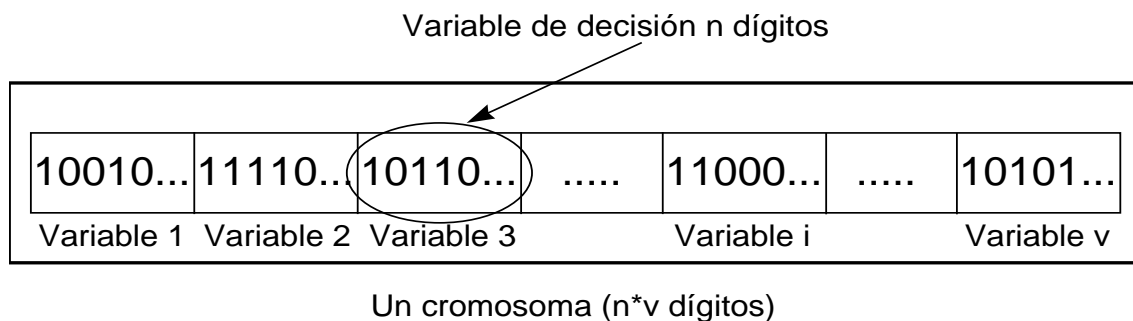 Variable de decisión n dígitos
10010... 11110... 10110... ..... 11000... ..... 10101...
Variable 1 Variable 2 Variable 3 Variable i Variable v
Un cromosoma (n*v dígitos)